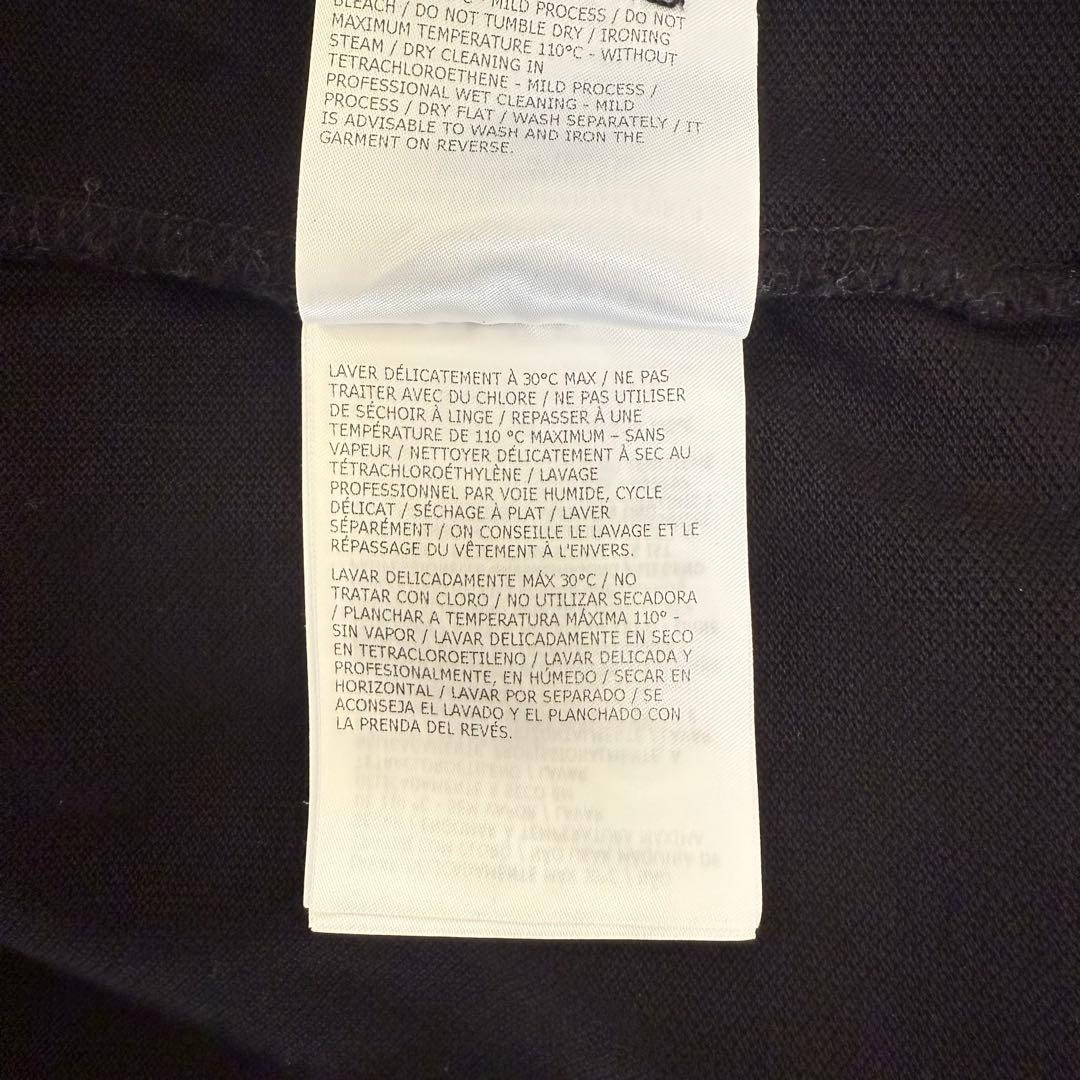 - MILD PROCESS / DO NOT
BLEACH / DO NOT TUMBLE DRY / IRONING
MAXIMUM TEMPERATURE 110°C - WITHOUT
STEAM / DRY CLEANING IN
TETRACHLOROETHENE - MILD PROCESS /
PROFESSIONAL WET CLEANING - MILD
PROCESS / DRY FLAT / WASH SEPARATELY / IT
IS ADVISABLE TO WASH AND IRON THE
GARMENT ON REVERSE.
LAVER DÉLICATEMENT À 30°C MAX / NE PAS
TRAITER AVEC DU CHLORE / NE PAS UTILISER
DE SÉCHOIR À LINGE / REPASSER À UNE
TEMPÉRATURE DE 110 °C MAXIMUM – SANS
VAPEUR / NETTOYER DÉLICATEMENT À SEC AU
TÉTRACHLOROÉTHYLÈNE / LAVAGE
PROFESSIONNEL PAR VOIE HUMIDE, CYCLE
DÉLICAT / SÉCHAGE À PLAT / LAVER
SÉPARÉMENT / ON CONSEILLE LE LAVAGE ET LE
RÉPASSAGE DU VÊTEMENT À L'ENVERS.
LAVAR DELICADAMENTE MÁX 30°C / NO
TRATAR CON CLORO / NO UTILIZAR SECADORA
/ PLANCHAR A TEMPERATURA MÁXIMA 110° -
SIN VAPOR / LAVAR DELICADAMENTE EN SECO
EN TETRACLOROETILENO / LAVAR DELICADA Y
PROFESIONALMENTE, EN HÚMEDO / SECAR EN
HORIZONTAL / LAVAR POR SEPARADO / SE
ACONSEJA EL LAVADO Y EL PLANCHADO CON
LA PRENDA DEL REVÉS.